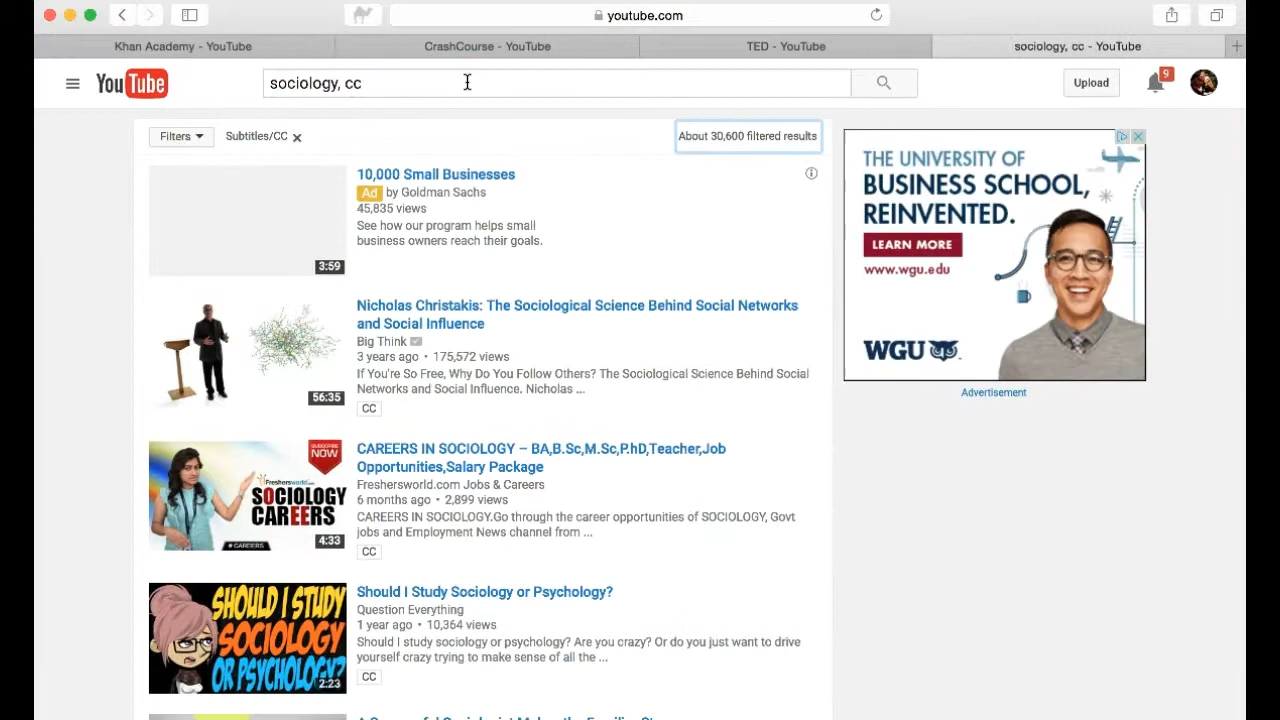 youtube.com
Khan Academy - YouTube
CrashCourse - YouTube
TED - YouTube
sociology, cc - YouTube
YouTube
sociology, cc
Upload
9
Filters
Subtitles/CC
About 30,600 filtered results
10,000 Small Businesses
Ad by Goldman Sachs
45,835 views
See how our program helps small
business owners reach their goals.
3:59
Nicholas Christakis: The Sociological Science Behind Social Networks
and Social Influence
Big Think
3 years ago • 175,572 views
If You're So Free, Why Do You Follow Others? The Sociological Science Behind Social
Networks and Social Influence. Nicholas ...
CC
56:35
CAREERS IN SOCIOLOGY – BA,B.Sc,M.Sc,P.hD,Teacher,Job
Opportunities,Salary Package
Freshersworld.com Jobs & Careers
6 months ago • 2,899 views
CAREERS IN SOCIOLOGY.Go through the career opportunities of SOCIOLOGY, Govt
jobs and Employment News channel from ...
CC
SUBSCRIBE
NOW
Freshersworld.com
SOCIOLOGY
CAREERS
#CAREERS
4:33
Should I Study Sociology or Psychology?
Question Everything
1 year ago • 10,364 views
Should I study sociology or psychology? Are you crazy? Or do you just want to drive
yourself crazy trying to make sense of all the ...
CC
SHOULD I STUDY
SOCIOLOGY
OR PSYCHOLOGY?
2:23
THE UNIVERSITY OF
BUSINESS SCHOOL,
REINVENTED.
LEARN MORE
www.wgu.edu
WGU
Advertisement